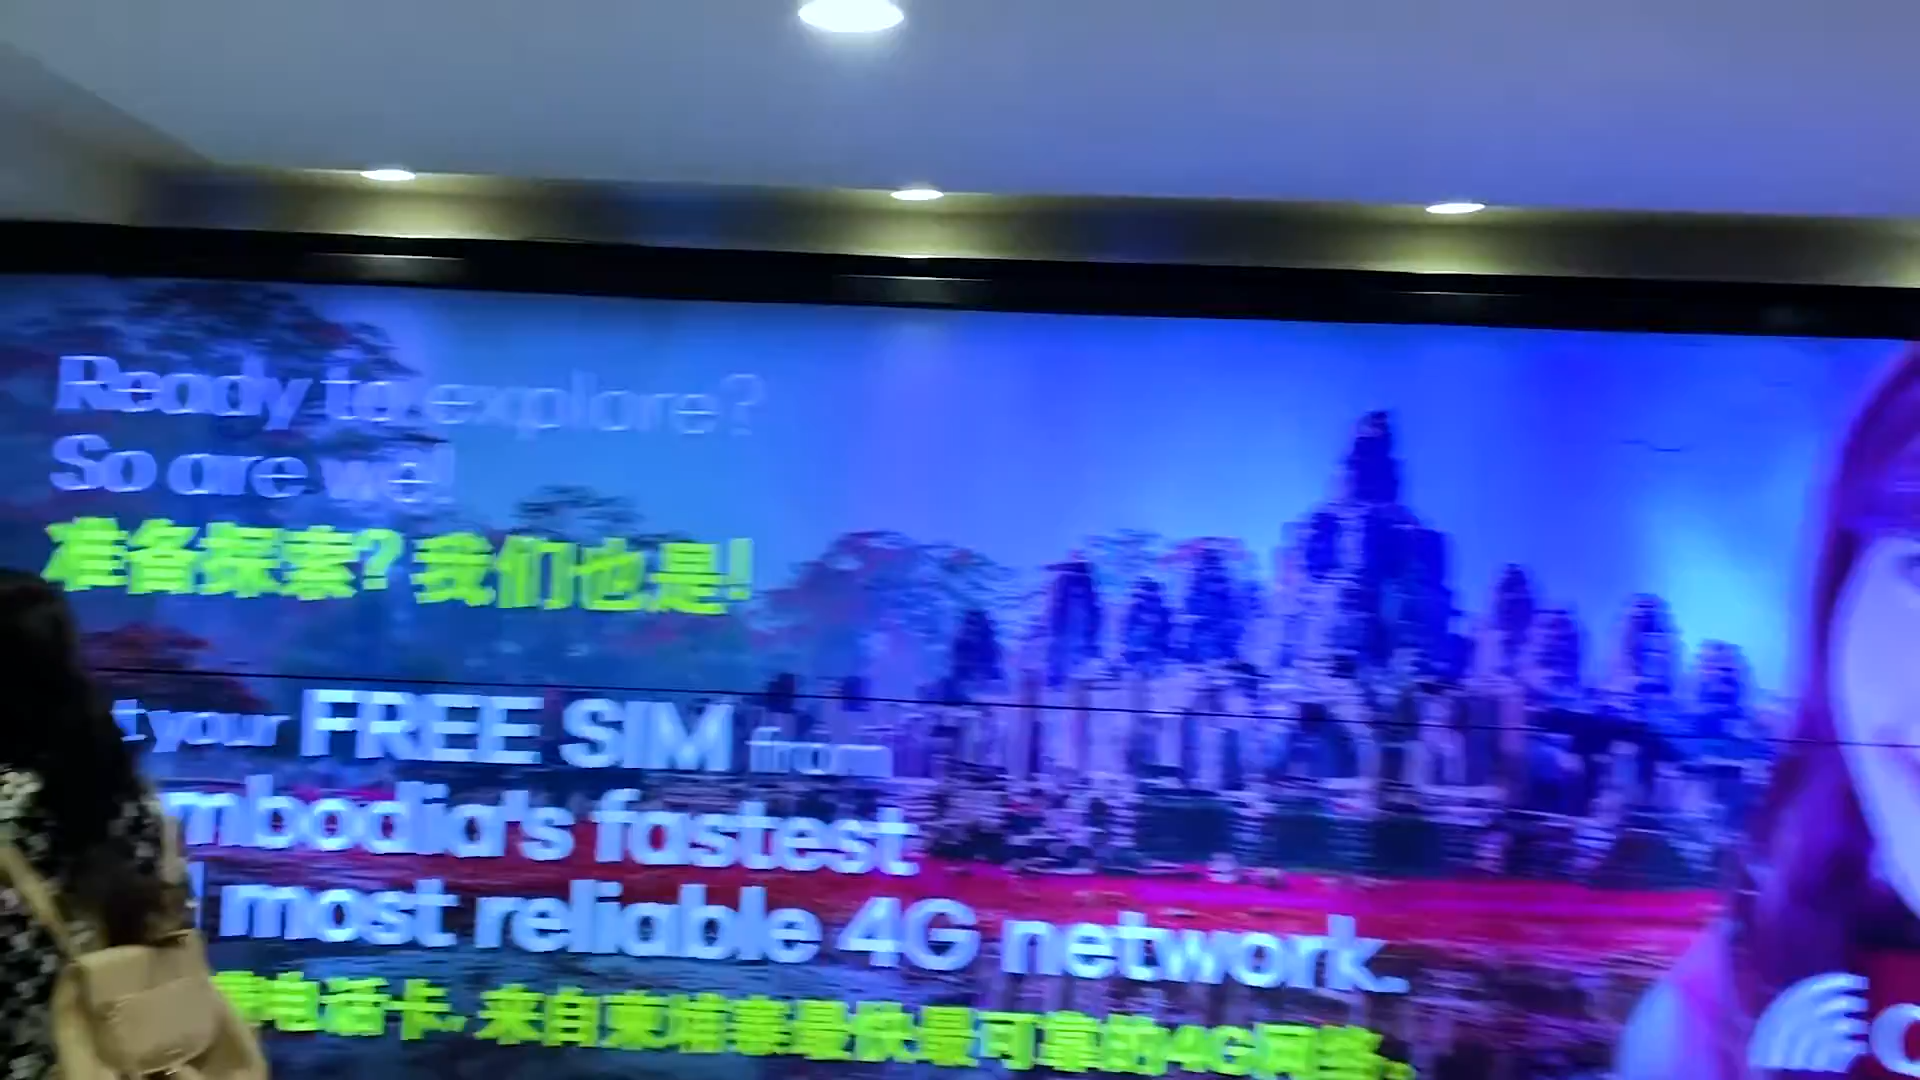 Ready to explore?
So are we!
准备探索? 我们也是!
t your FREE SIM from
mbodia's fastest
most reliable 4G network.
电话卡, 来自柬埔寨最快最可靠的4G网络。